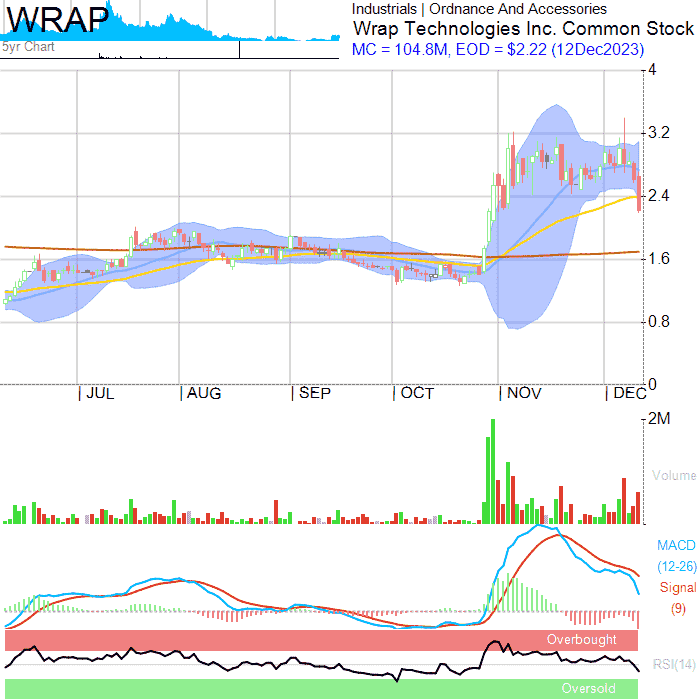 WRAP
5yr Chart
Industrials | Ordnance And Accessories
Wrap Technologies Inc. Common Stock
MC = 104.8M, EOD = $2.22 (12Dec2023)
4
3.2
2.4
1.6
0.8
0
| JUL | AUG | SEP | OCT | NOV | DEC
2M
Volume
MACD
(12-26)
Signal
(9)
Overbought
RSI(14)
Oversold